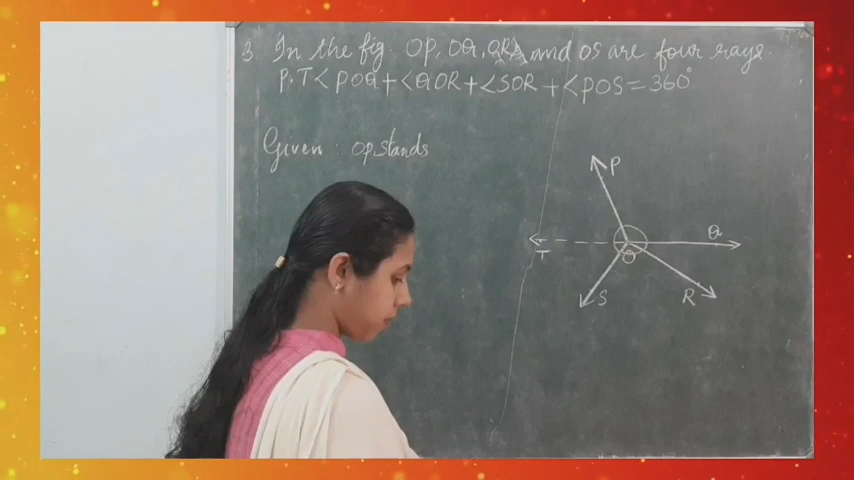 3. In the fig. OP, OQ, OR, and OS are four rays.
P.T < POQ + < QOR + < SOR + < POS = 360°
Given : OP stands
P
Q
T
O
S
R